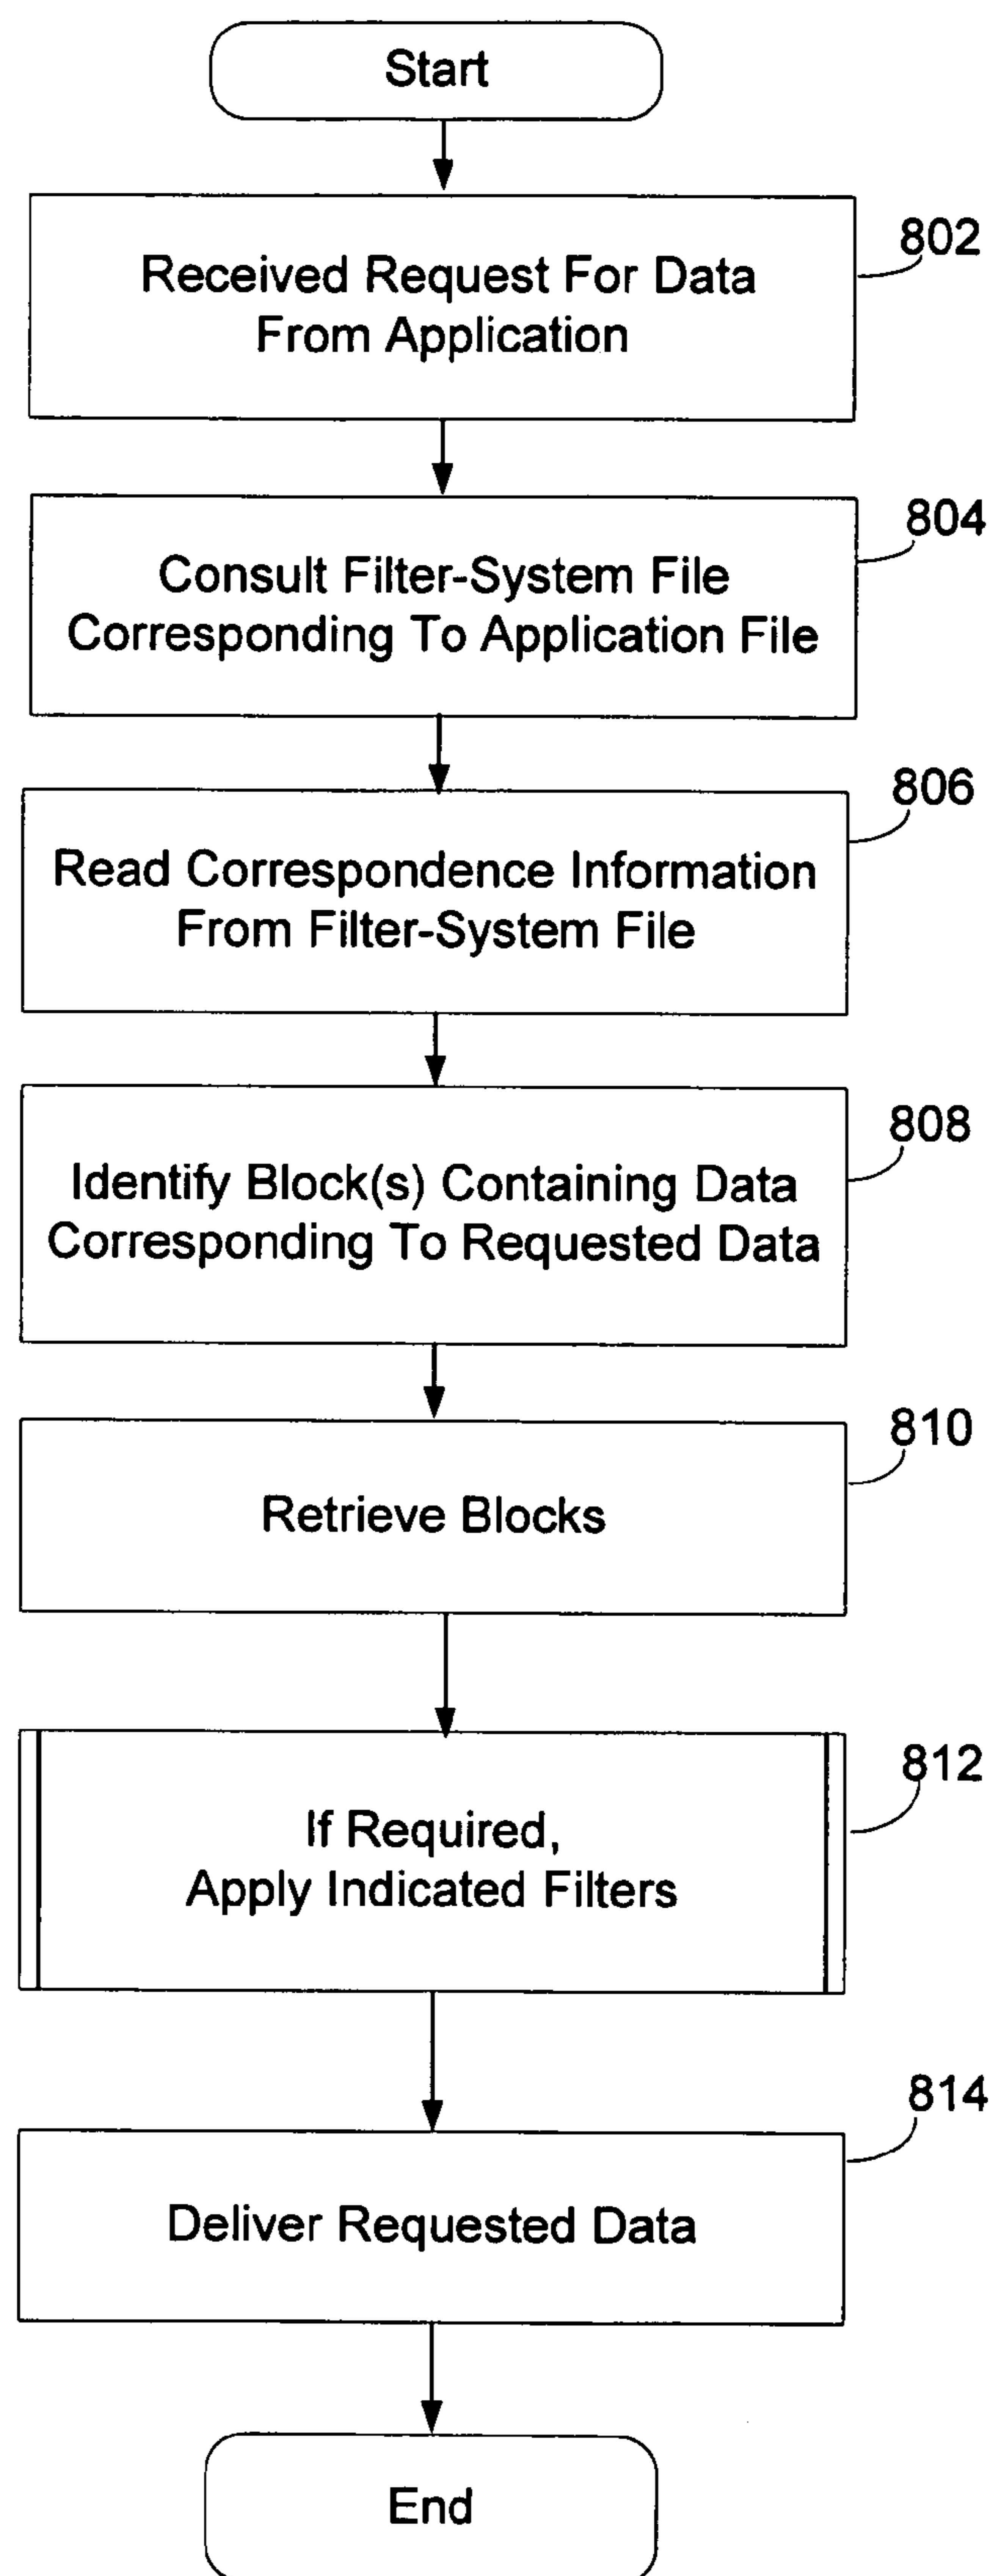 Start
802
Received Request For Data
From Application
804
Consult Filter-System File
Corresponding To Application File
806
Read Correspondence Information
From Filter-System File
808
Identify Block(s) Containing Data
Corresponding To Requested Data
810
Retrieve Blocks
812
If Required,
Apply Indicated Filters
814
Deliver Requested Data
End